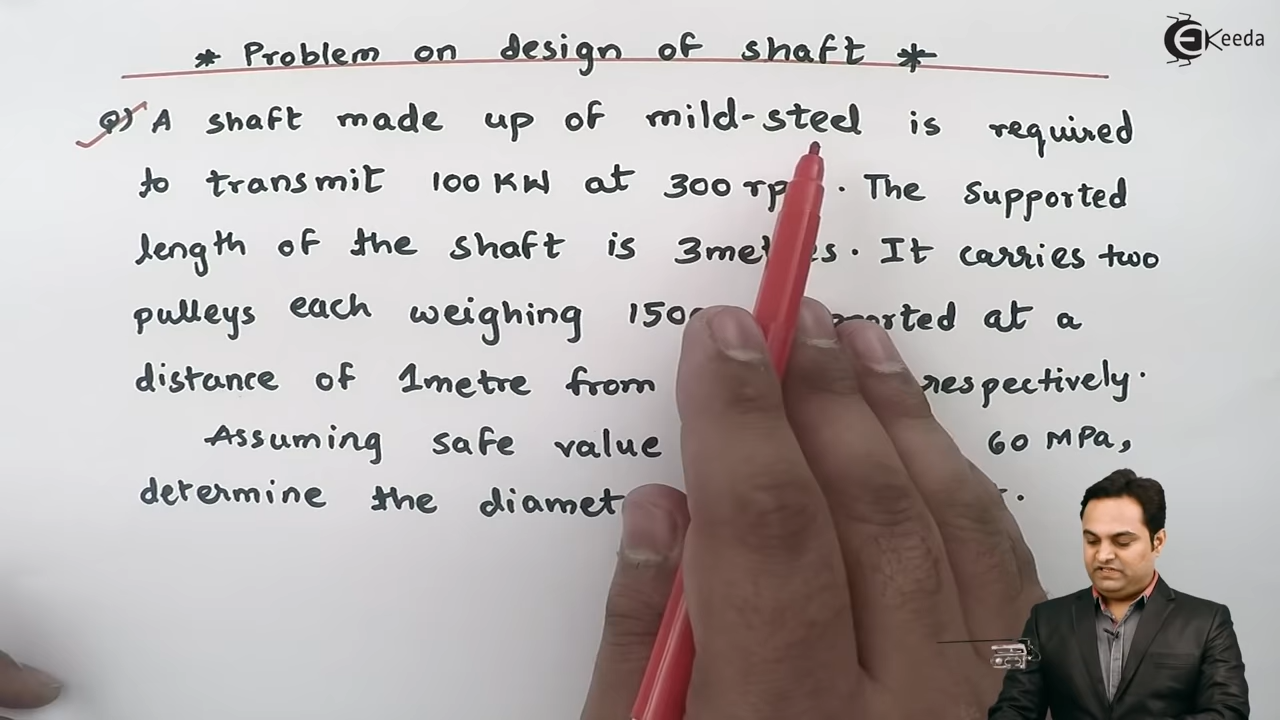 * Problem on design of shaft *
Keeda
Q) A shaft made up of mild-steel is required
to transmit 100 KW at 300 . The supported
length of the shaft is . It carries two
pulleys each weighing at a
distance of 1metre from respectively.
Assuming safe value 60 MPa,
determine the